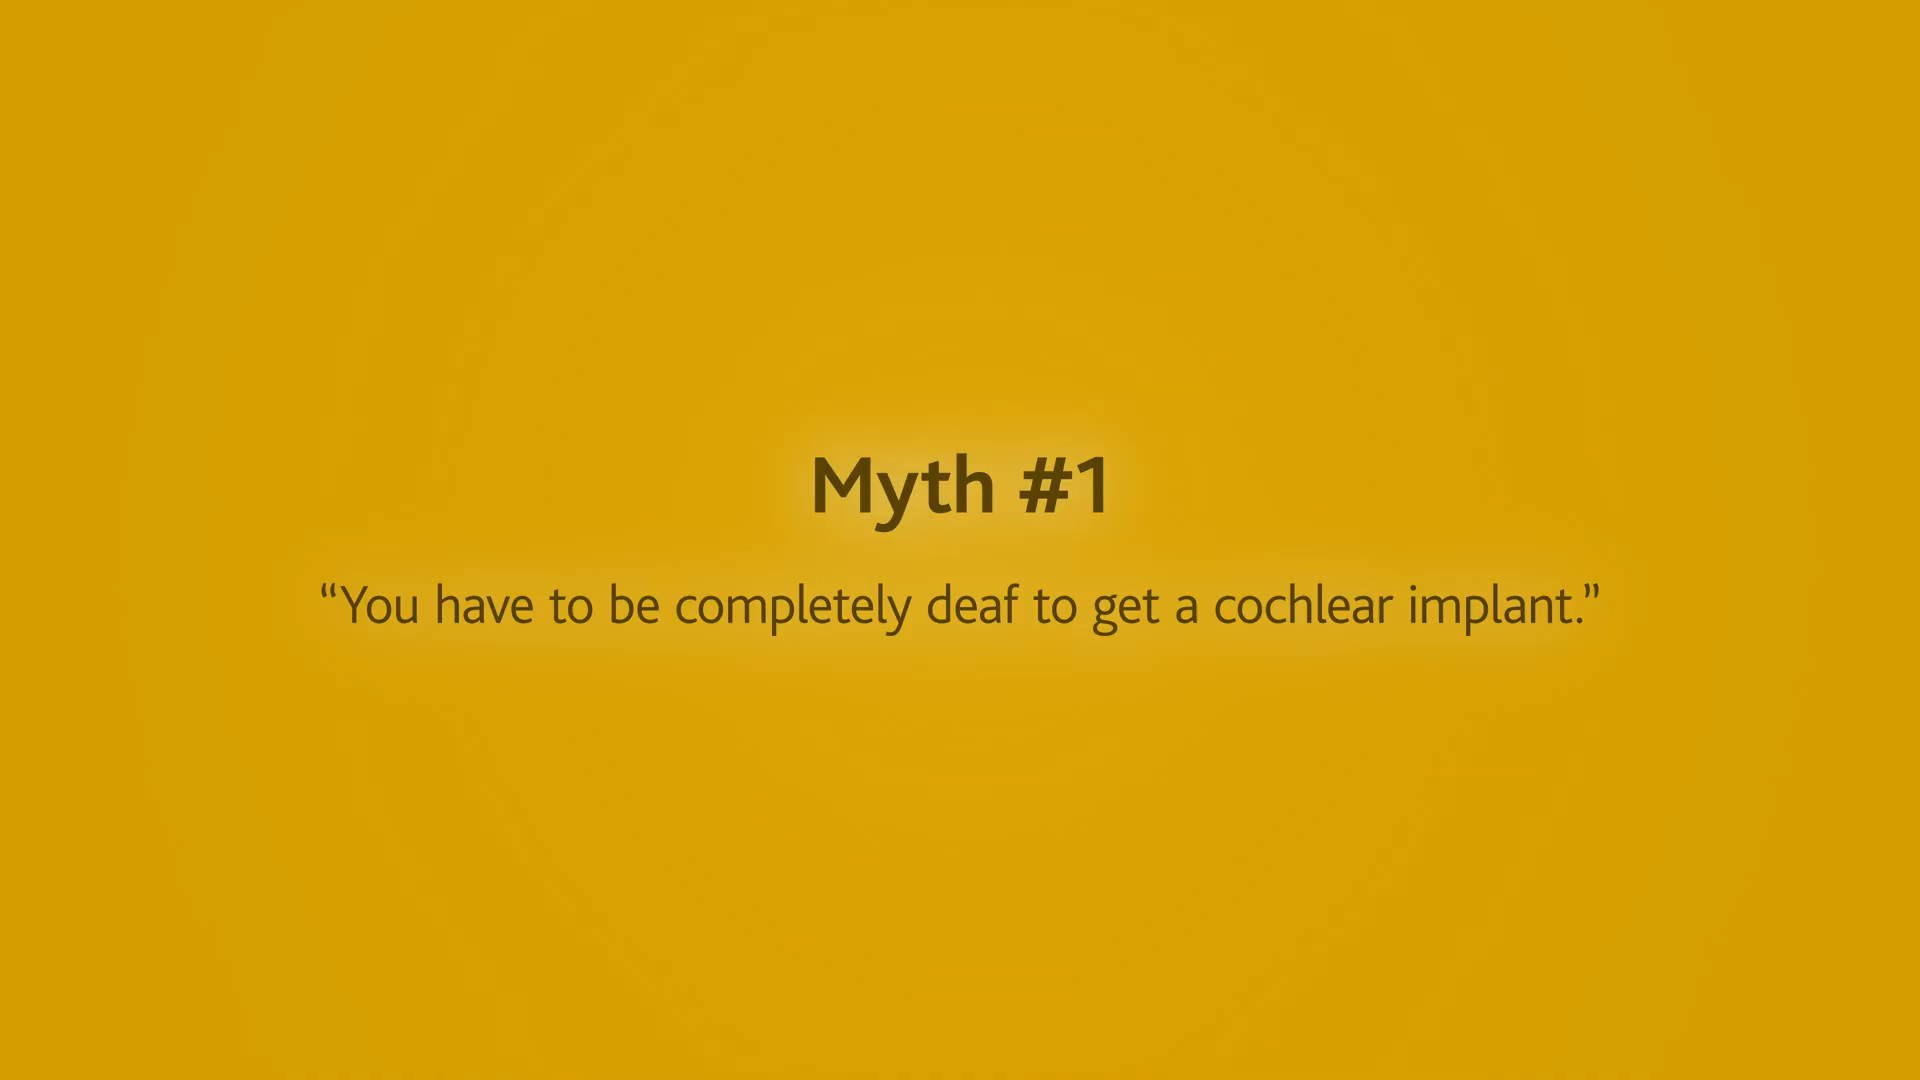 Myth #1
“You have to be completely deaf to get a cochlear implant.”